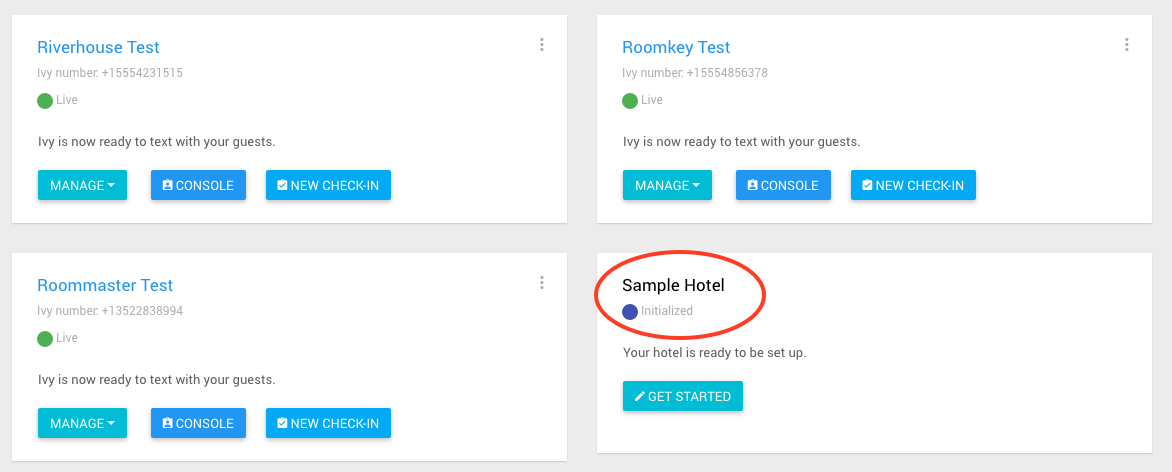 Riverhouse Test
Ivy number: +15554231515
Live
Ivy is now ready to text with your guests.
MANAGE
CONSOLE
NEW CHECK-IN
Roomkey Test
Ivy number: +15554856378
Live
Ivy is now ready to text with your guests.
MANAGE
CONSOLE
NEW CHECK-IN
Roommaster Test
Ivy number: +13522838994
Live
Ivy is now ready to text with your guests.
MANAGE
CONSOLE
NEW CHECK-IN
Sample Hotel
Initialized
Your hotel is ready to be set up.
GET STARTED